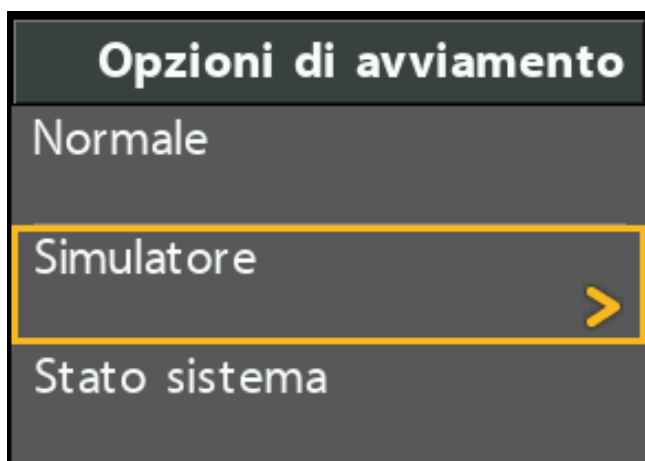 Opzioni di avviamento
Normale
Simulatore
Stato sistema